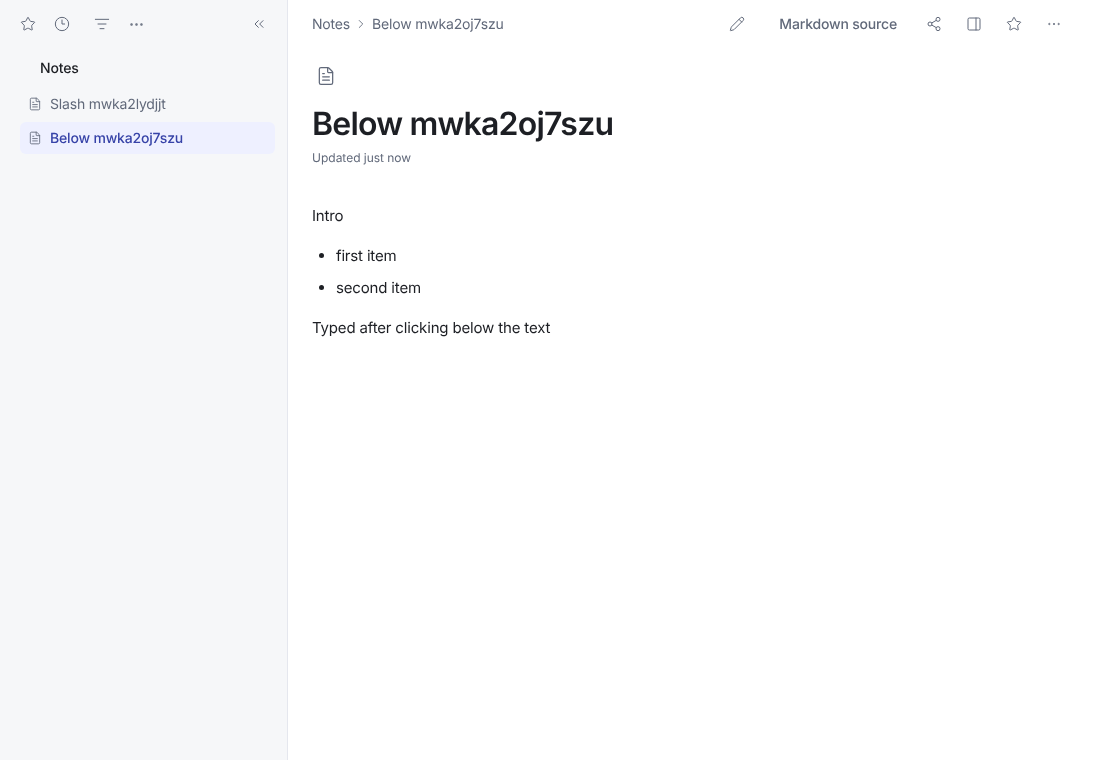 Notes
Slash mwka2lydjjt
Below mwka2oj7szu
Notes > Below mwka2oj7szu
Markdown source
Below mwka2oj7szu
Updated just now
Intro
• first item
• second item
Typed after clicking below the text